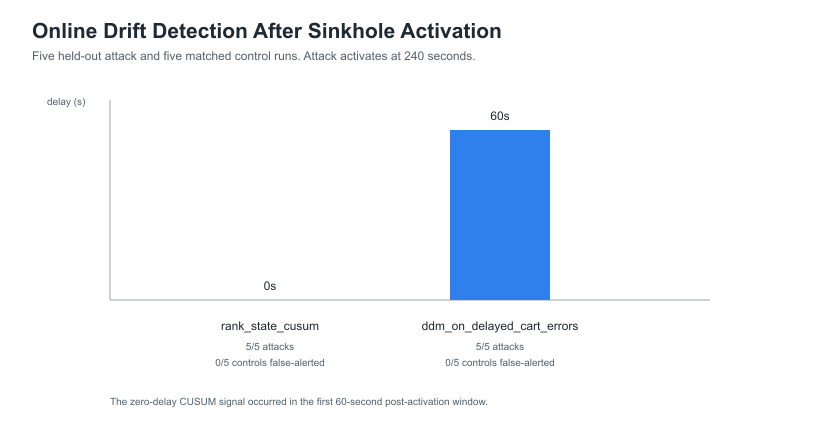 Online Drift Detection After Sinkhole Activation
Five held-out attack and five matched control runs. Attack activates at 240 seconds.
delay (s)
60s
0s
rank_state_cusum
ddm_on_delayed_cart_errors
5/5 attacks
5/5 attacks
0/5 controls false-alerted
0/5 controls false-alerted
The zero-delay CUSUM signal occurred in the first 60-second post-activation window.